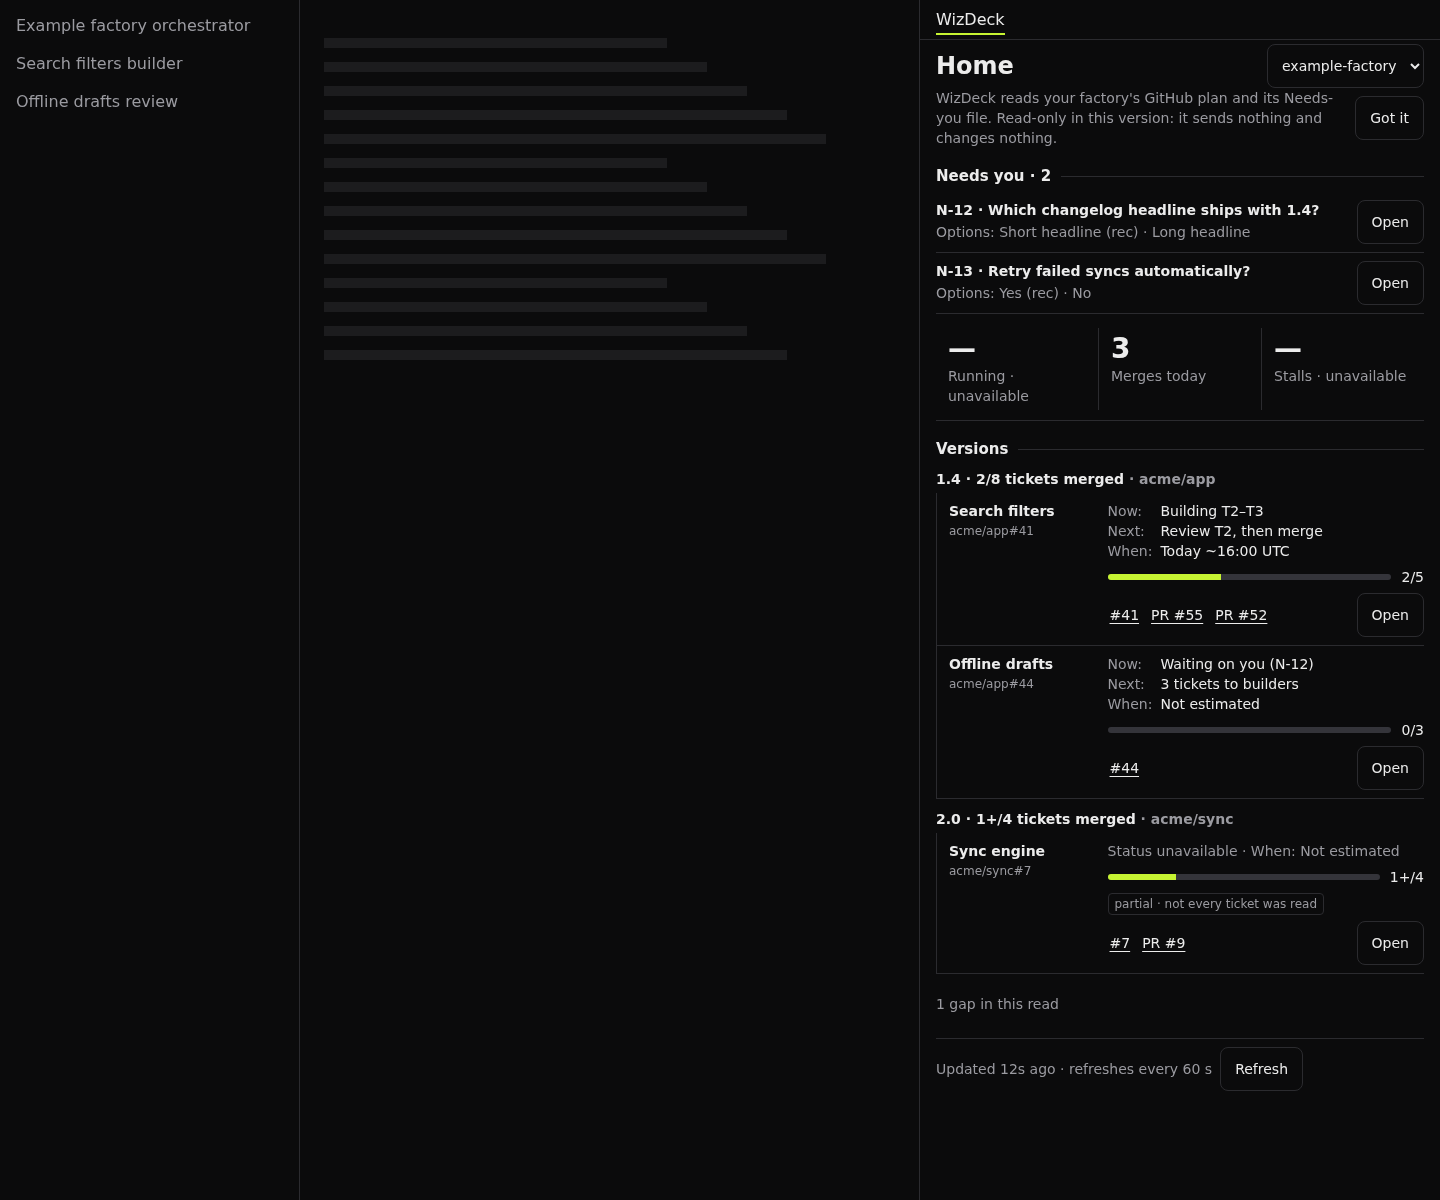 Example factory orchestrator
Search filters builder
Offline drafts review
WizDeck
Home
example-factory
WizDeck reads your factory's GitHub plan and its Needs-
you file. Read-only in this version: it sends nothing and
changes nothing.
Got it
Needs you · 2
N-12 · Which changelog headline ships with 1.4?
Options: Short headline (rec) · Long headline
Open
N-13 · Retry failed syncs automatically?
Options: Yes (rec) · No
Open
—
Running ·
unavailable
3
Merges today
—
Stalls · unavailable
Versions
1.4 · 2/8 tickets merged · acme/app
Search filters
acme/app#41
Now: Building T2–T3
Next: Review T2, then merge
When: Today ~16:00 UTC
2/5
#41 PR #55 PR #52
Open
Offline drafts
acme/app#44
Now: Waiting on you (N-12)
Next: 3 tickets to builders
When: Not estimated
0/3
#44
Open
2.0 · 1+/4 tickets merged · acme/sync
Sync engine
acme/sync#7
Status unavailable · When: Not estimated
1+/4
partial · not every ticket was read
#7 PR #9
Open
1 gap in this read
Updated 12s ago · refreshes every 60 s
Refresh